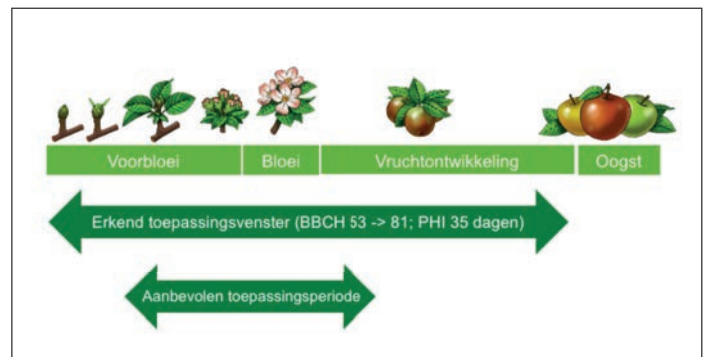 Voorbloei Bloei Vruchtontwikkeling Oogst
Erkend toepassingsvenster (BBCH 53 -> 81; PHI 35 dagen)
Aanbevolen toepassingsperiode